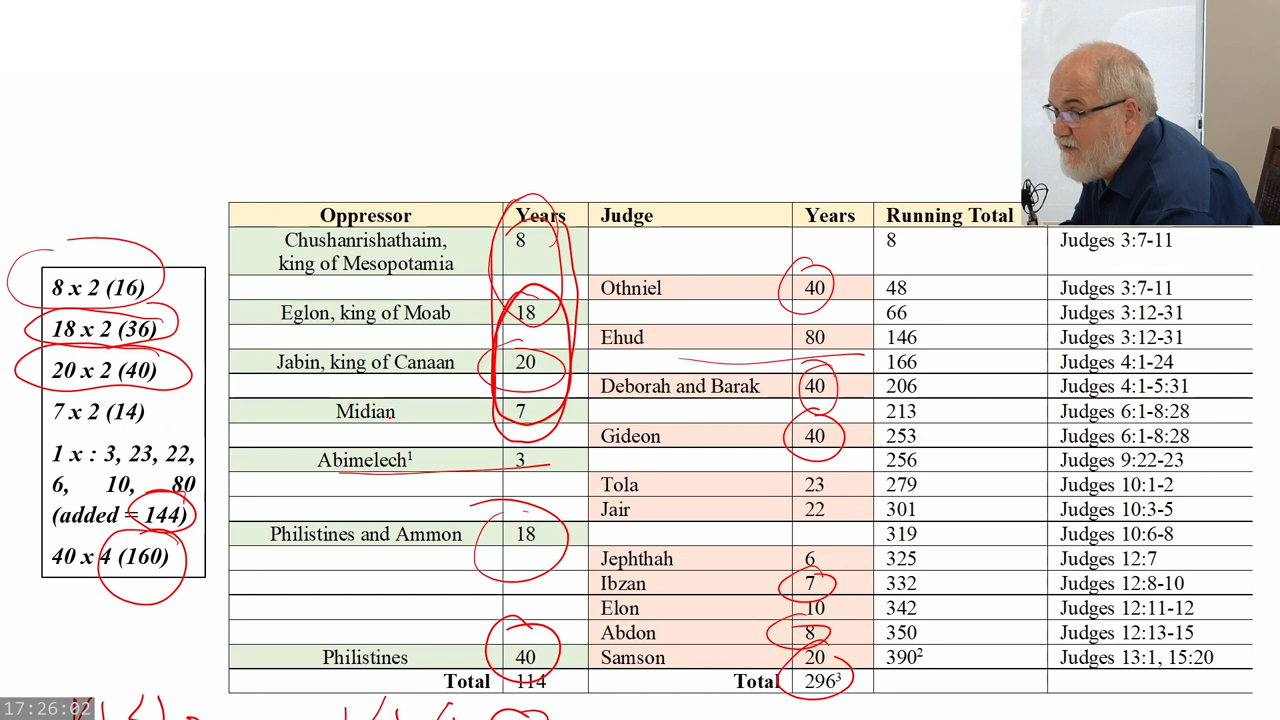 Oppressor Years Judge Years Running Total
Chushanrishathaim, 8 8 Judges 3:7-11
king of Mesopotamia
Othniel 40 48 Judges 3:7-11
Eglon, king of Moab 18 66 Judges 3:12-31
Ehud 80 146 Judges 3:12-31
Jabin, king of Canaan 20 166 Judges 4:1-24
Deborah and Barak 40 206 Judges 4:1-5:31
Midian 7 213 Judges 6:1-8:28
Gideon 40 253 Judges 6:1-8:28
Abimelech¹ 3 256 Judges 9:22-23
Tola 23 279 Judges 10:1-2
Jair 22 301 Judges 10:3-5
Philistines and Ammon 18 319 Judges 10:6-8
Jephthah 6 325 Judges 12:7
Ibzan 7 332 Judges 12:8-10
Elon 10 342 Judges 12:11-12
Abdon 8 350 Judges 12:13-15
Philistines 40 Samson 20 390² Judges 13:1, 15:20
Total 114 Total 296³
8 x 2 (16)
18 x 2 (36)
20 x 2 (40)
7 x 2 (14)
1 x : 3, 23, 22,
6, 10, 80
(added = 144)
40 x 4 (160)
17:26:02